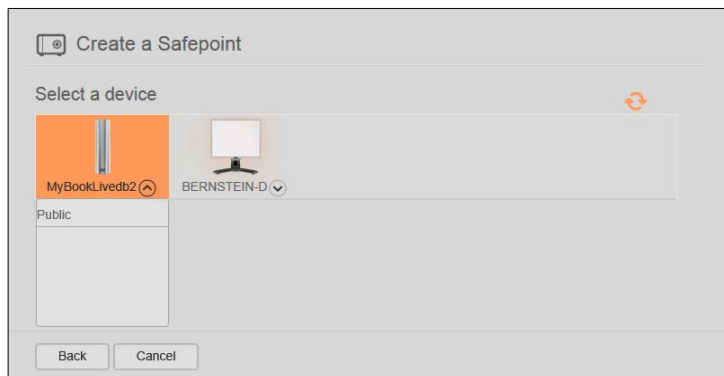 Create a Safepoint
Select a device
MyBookLivedb2
BERNSTEIN-D
Public
Back
Cancel